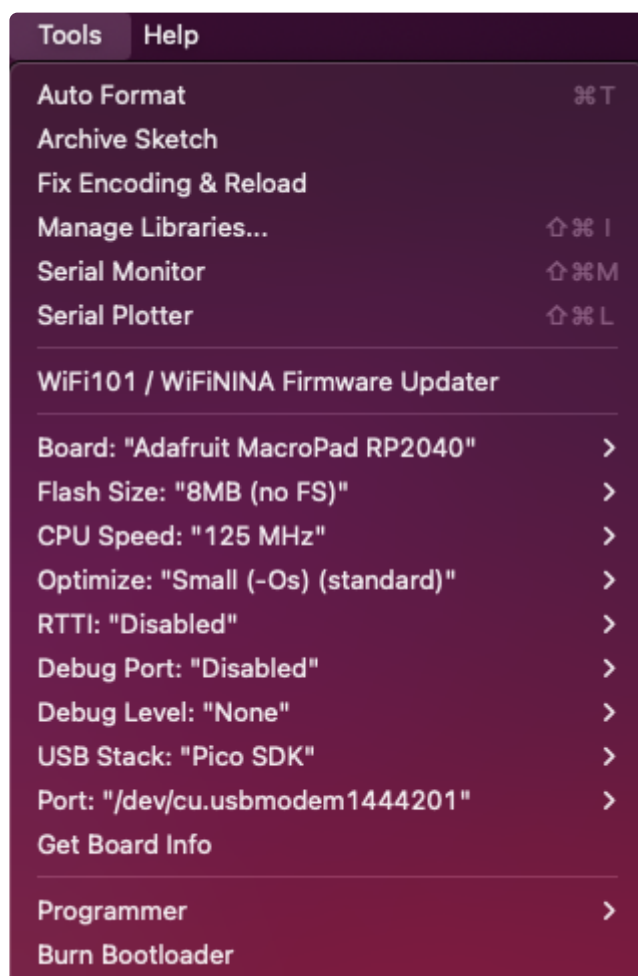 Tools Help
Auto Format ⌘T
Archive Sketch
Fix Encoding & Reload
Manage Libraries... ⇧⌘I
Serial Monitor ⇧⌘M
Serial Plotter ⇧⌘L
WiFi101 / WiFiNINA Firmware Updater
Board: "Adafruit MacroPad RP2040"
Flash Size: "8MB (no FS)"
CPU Speed: "125 MHz"
Optimize: "Small (-Os) (standard)"
RTTI: "Disabled"
Debug Port: "Disabled"
Debug Level: "None"
USB Stack: "Pico SDK"
Port: "/dev/cu.usbmodem1444201"
Get Board Info
Programmer
Burn Bootloader